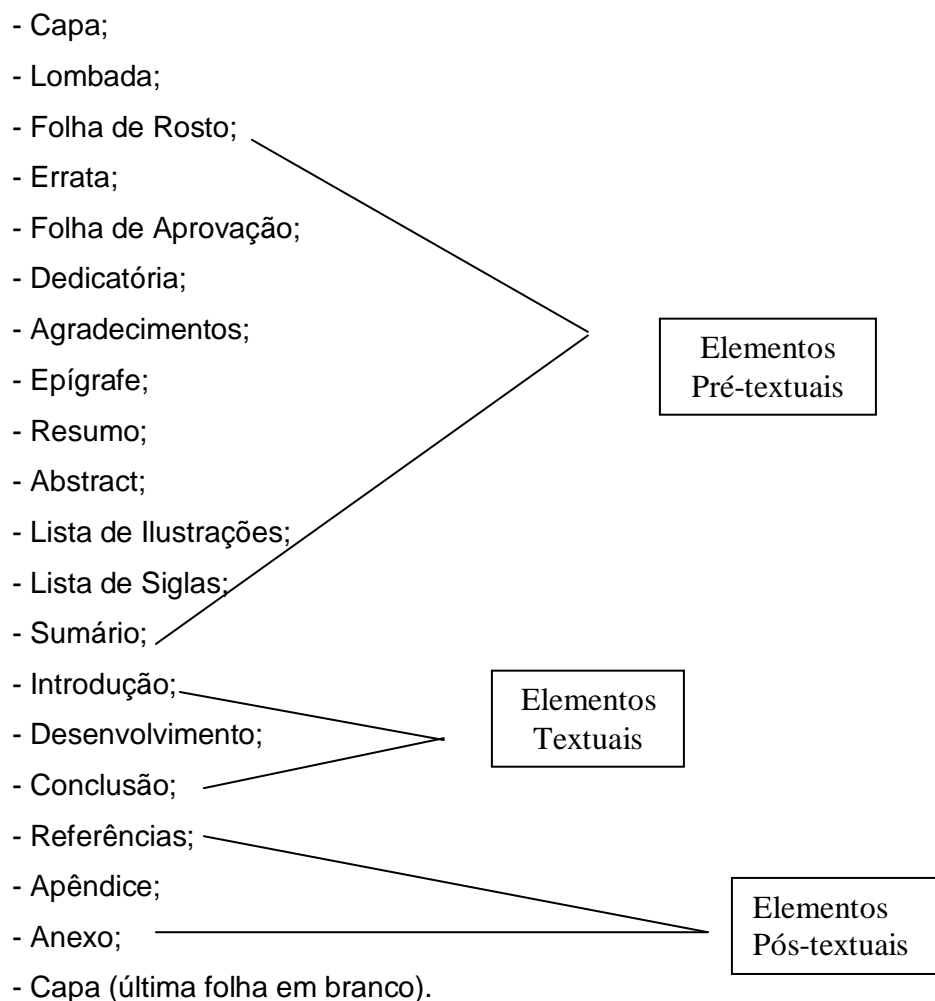 - Capa;
- Lombada;
- Folha de Rosto;
- Errata;
- Folha de Aprovação;
- Dedicatória;
- Agradecimentos;
- Epígrafe;
- Resumo;
- Abstract;
- Lista de Ilustrações;
- Lista de Siglas;
- Sumário;
- Introdução;
- Desenvolvimento;
- Conclusão;
- Referências;
- Apêndice;
- Anexo;
- Capa (última folha em branco).
Elementos
Pré-textuais
Elementos
Textuais
Elementos
Pós-textuais